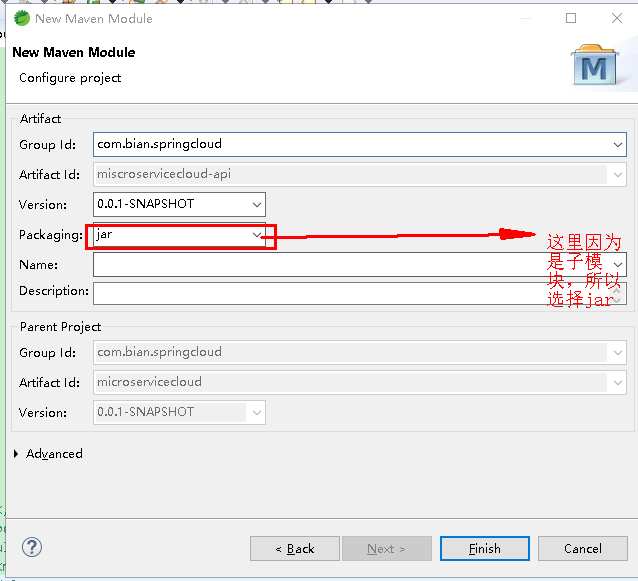 New Maven Module
New Maven Module
Configure project
M
Artifact
Group Id: com.bian.springcloud
Artifact Id: miscroservicecloud-api
Version: 0.0.1-SNAPSHOT
Packaging: jar
这里因为
是子模
块，所以
选择jar
Name:
Description:
Parent Project
Group Id: com.bian.springcloud
Artifact Id: microservicecloud
Version: 0.0.1-SNAPSHOT
Advanced
?
< Back
Next >
Finish
Cancel